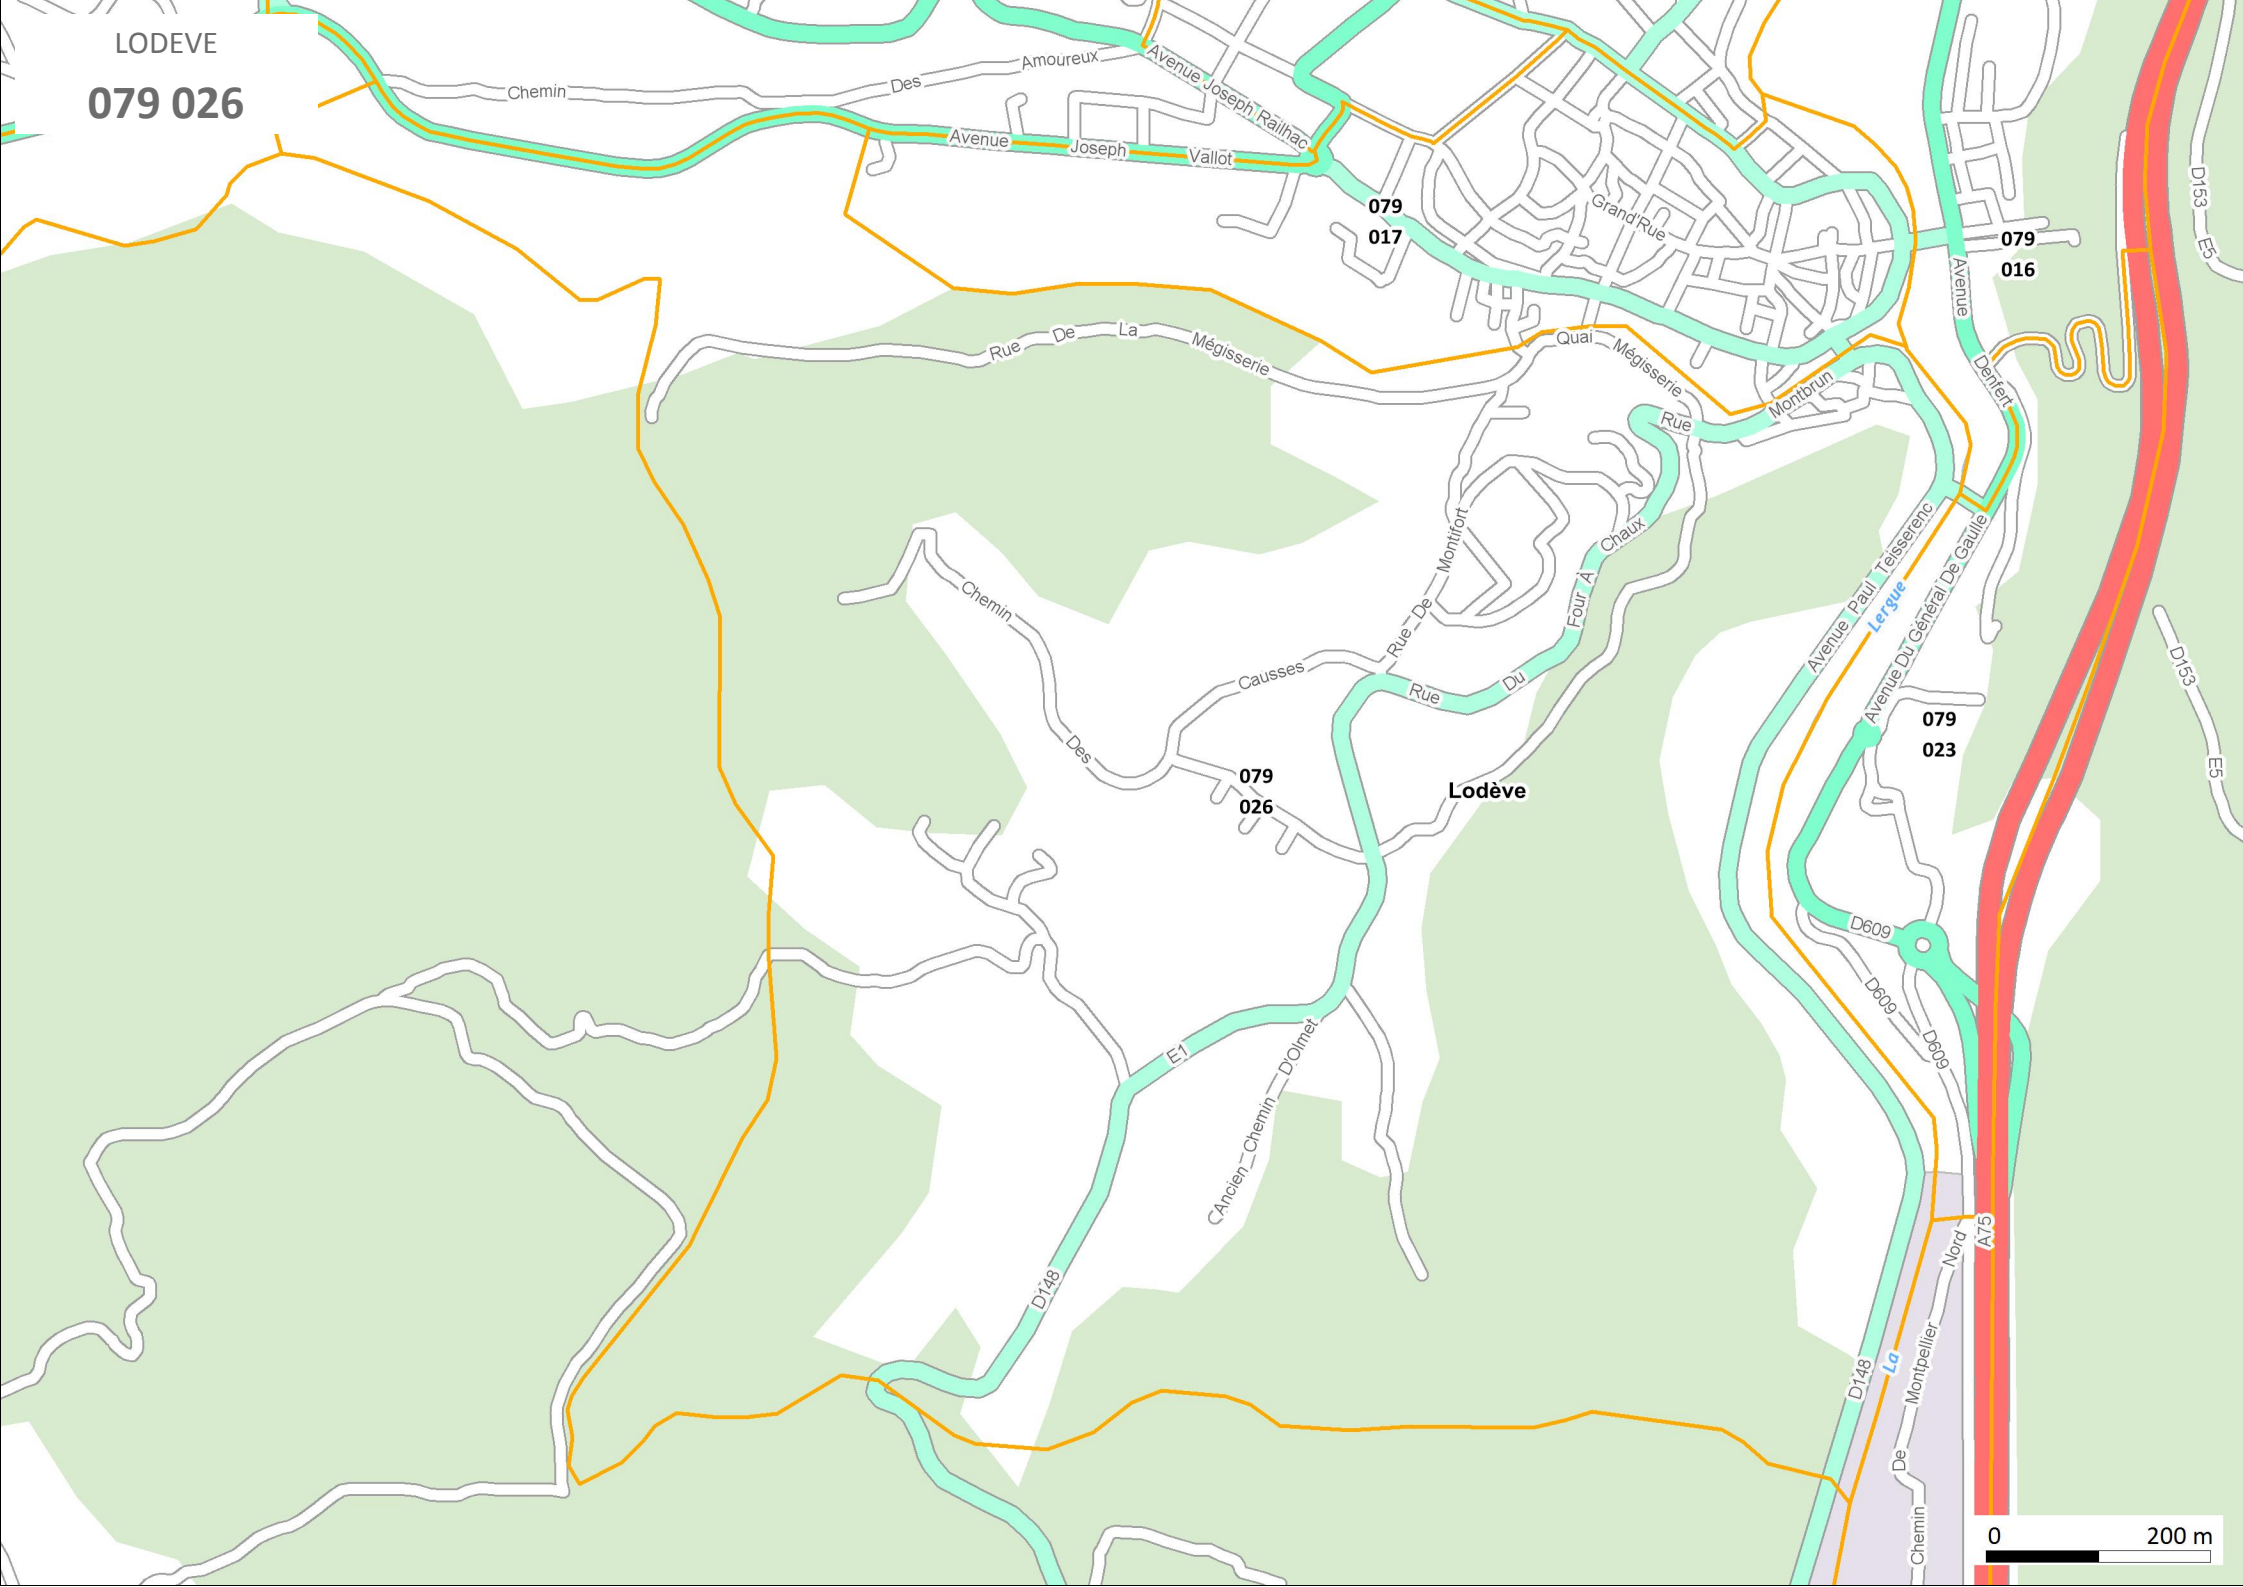 LODEVE
079 026
Chemin Des Amoureux
Avenue Joseph Railhac
Avenue Joseph Vallot
Grand'Rue
079
017
079
016
D153
E5
Avenue Denfert
Rue De La Mégisserie
Quai Mégisserie
Rue Montbrun
Rue De Montifort
Chemin Des Causses
Rue Du Four À Chaux
Avenue Paul Teisserenc
Lergue
Avenue Du Général De Gaulle
079
023
D153
E5
079
026
Lodève
D609
D609
D609
E1
Ancien Chemin D'Olmet
D148
A75
D148
La
Chemin De Montpellier Nord
0 200 m